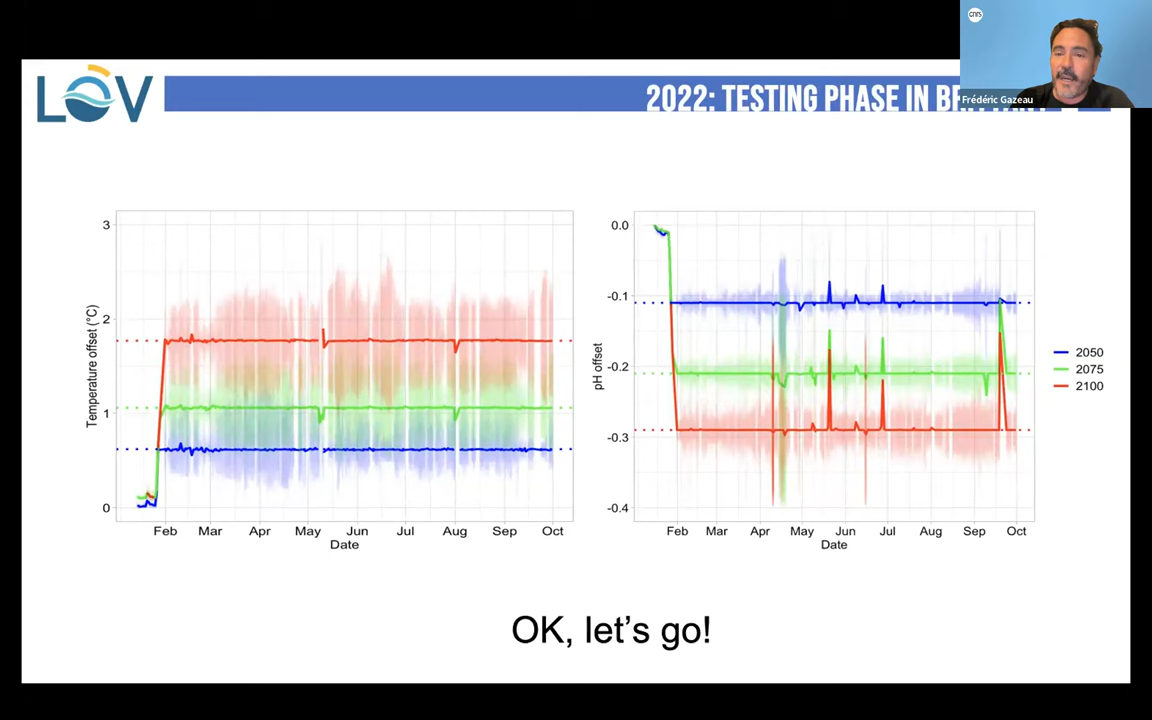 cnrs
Frédéric Gazeau
LOV
2022: TESTING PHASE IN
Temperature offset (°C)
3
2
1
0
Feb Mar Apr May Jun Jul Aug Sep Oct
Date
pH offset
0.0
-0.1
-0.2
-0.3
-0.4
Feb Mar Apr May Jun Jul Aug Sep Oct
Date
2050
2075
2100
OK, let's go!